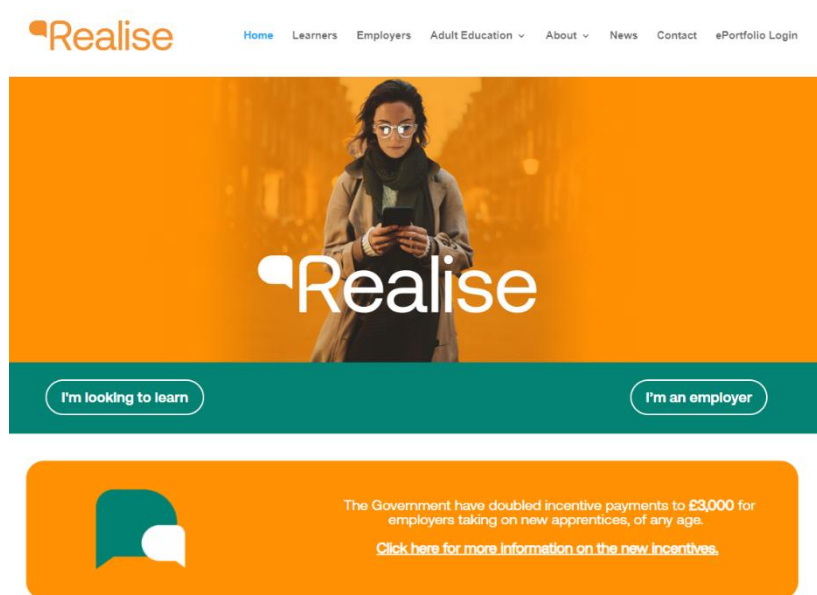 Realise
Home Learners Employers Adult Education About News Contact ePortfolio Login
Realise
I'm looking to learn
I'm an employer
The Government have doubled incentive payments to £3,000 for
employers taking on new apprentices, of any age.
Click here for more information on the new incentives.